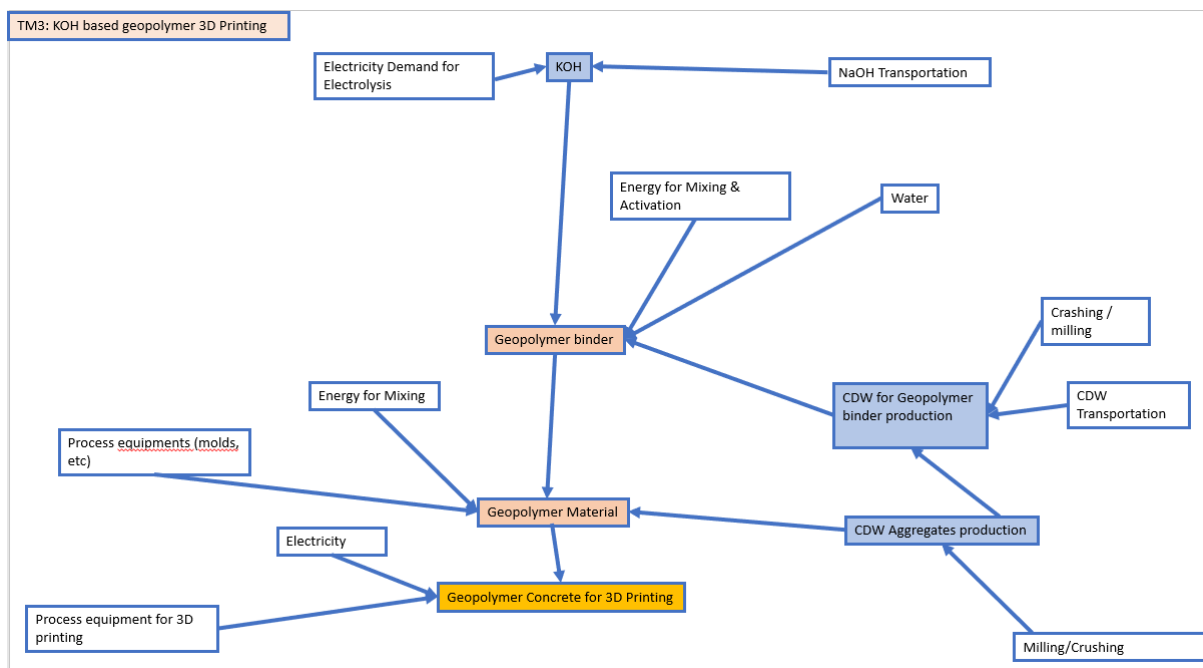 TM3: KOH based geopolymer 3D Printing
Electricity Demand for
Electrolysis
KOH
NaOH Transportation
Energy for Mixing &
Activation
Water
Crashing /
milling
Geopolymer binder
CDW for Geopolymer
binder production
CDW
Transportation
Energy for Mixing
Process equipments (molds,
etc)
Geopolymer Material
CDW Aggregates production
Electricity
Geopolymer Concrete for 3D Printing
Process equipment for 3D
printing
Milling/Crushing